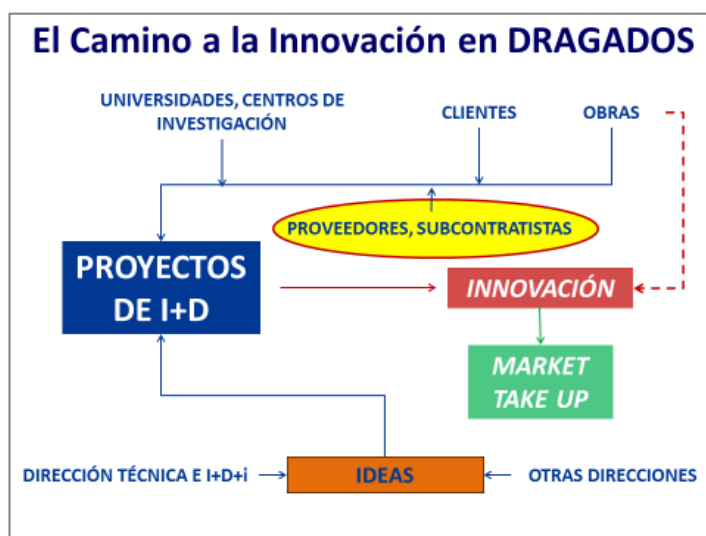 El Camino a la Innovación en DRAGADOS
UNIVERSIDADES, CENTROS DE
INVESTIGACIÓN
CLIENTES
OBRAS
PROVEEDORES, SUBCONTRATISTAS
PROYECTOS
DE I+D
INNOVACIÓN
MARKET
TAKE UP
DIRECCIÓN TÉCNICA E I+D+i
IDEAS
OTRAS DIRECCIONES